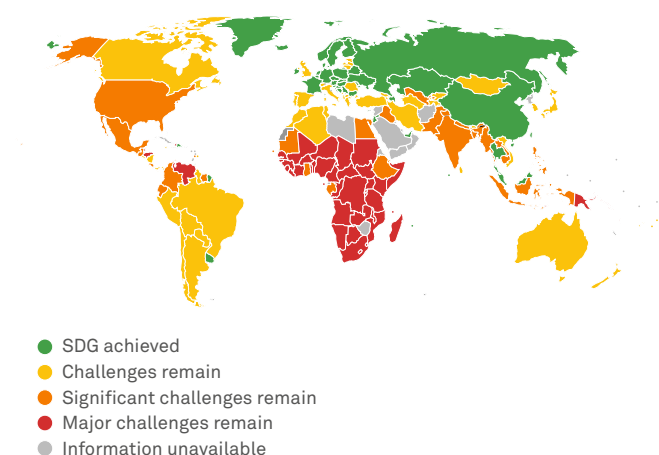 SDG achieved
Challenges remain
Significant challenges remain
Major challenges remain
Information unavailable